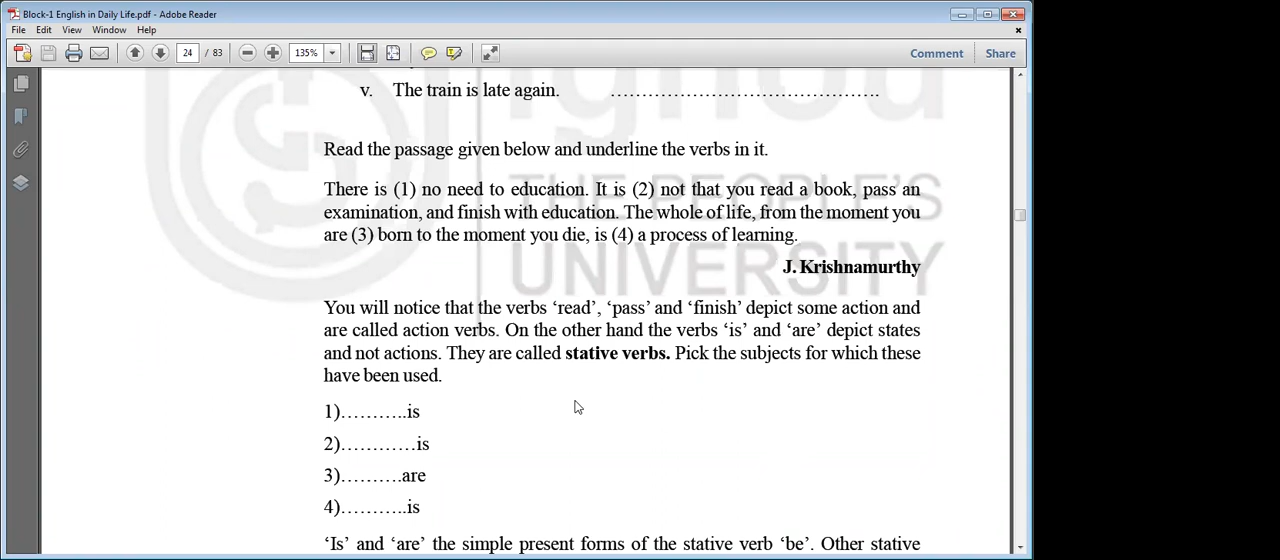 Block-1 English in Daily Life.pdf - Adobe Reader
File Edit View Window Help
24 / 83 135% Comment Share
v. The train is late again. ……………………………………….
Read the passage given below and underline the verbs in it.
There is (1) no need to education. It is (2) not that you read a book, pass an
examination, and finish with education. The whole of life, from the moment you
are (3) born to the moment you die, is (4) a process of learning.
J. Krishnamurthy
You will notice that the verbs ‘read’, ‘pass’ and ‘finish’ depict some action and
are called action verbs. On the other hand the verbs ‘is’ and ‘are’ depict states
and not actions. They are called stative verbs. Pick the subjects for which these
have been used.
1)………..is
2)…………is
3)……….are
4)………..is
‘Is’ and ‘are’ the simple present forms of the stative verb ‘be’. Other stative
ignou
THE PEOPLE'S
UNIVERSITY